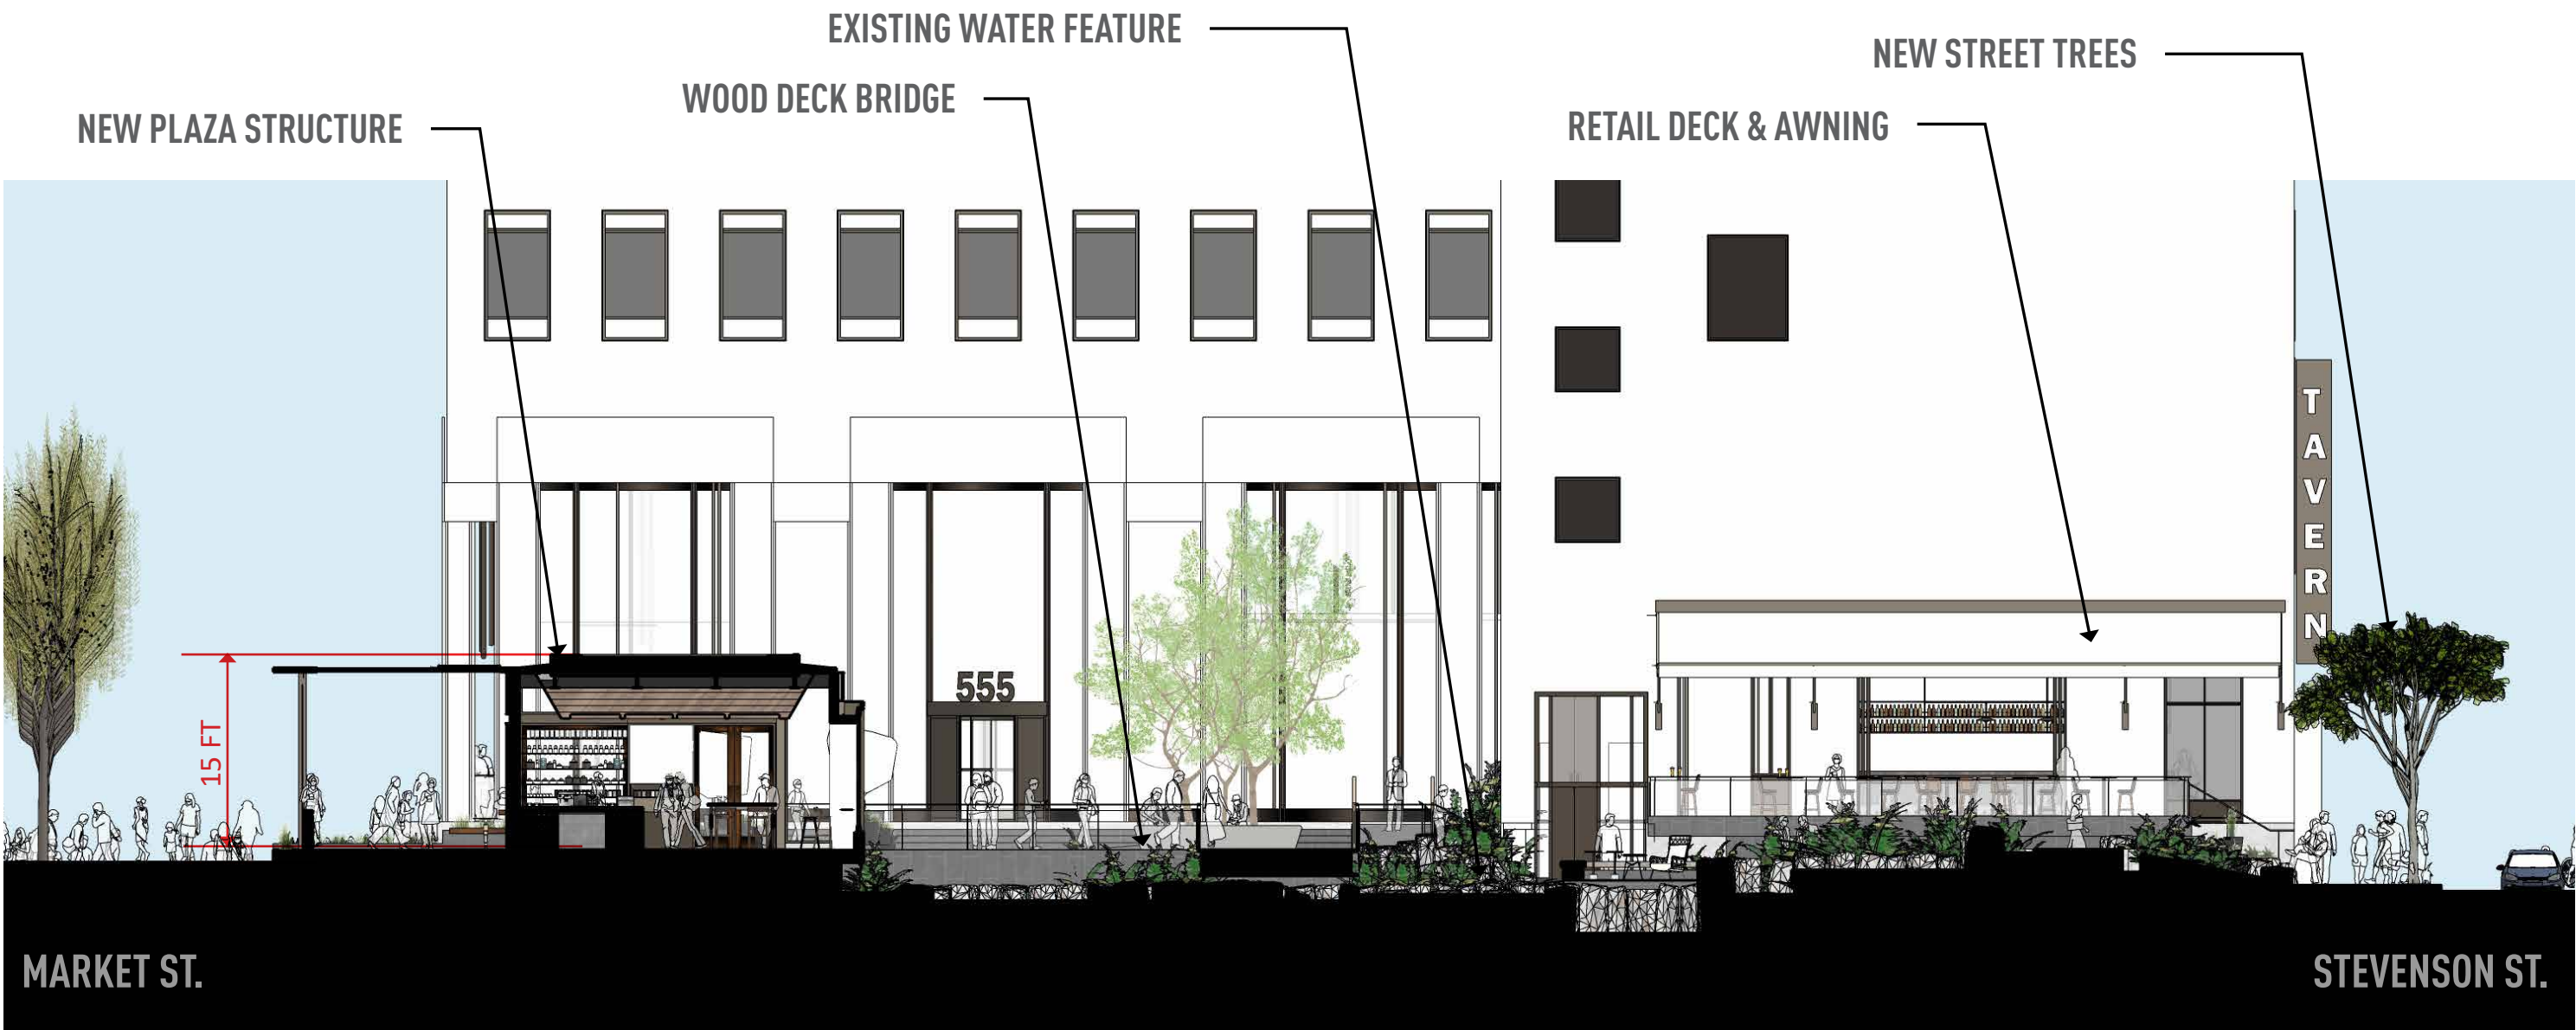 EXISTING WATER FEATURE
NEW STREET TREES
WOOD DECK BRIDGE
NEW PLAZA STRUCTURE
RETAIL DECK & AWNING
TAVERN
555
15 FT
MARKET ST.
STEVENSON ST.